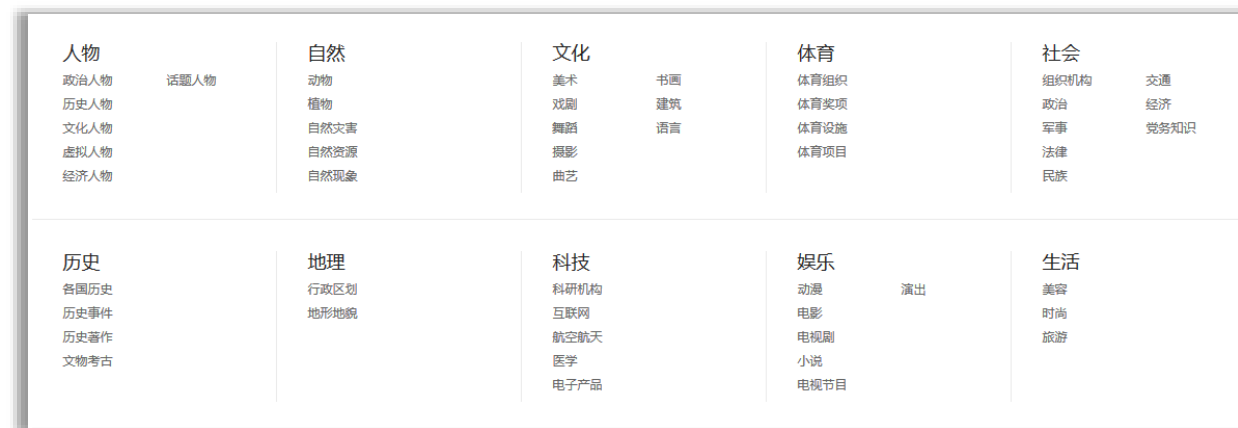 人物
政治人物 话题人物
历史人物
文化人物
虚拟人物
经济人物
自然
动物
植物
自然灾害
自然资源
自然现象
文化
美术 书画
戏剧 建筑
舞蹈 语言
摄影
曲艺
体育
体育组织
体育奖项
体育设施
体育项目
社会
组织机构 交通
政治 经济
军事 党务知识
法律
民族
历史
各国历史
历史事件
历史著作
文物考古
地理
行政区划
地形地貌
科技
科研机构
互联网
航空航天
医学
电子产品
娱乐
动漫 演出
电影
电视剧
小说
电视节目
生活
美容
时尚
旅游